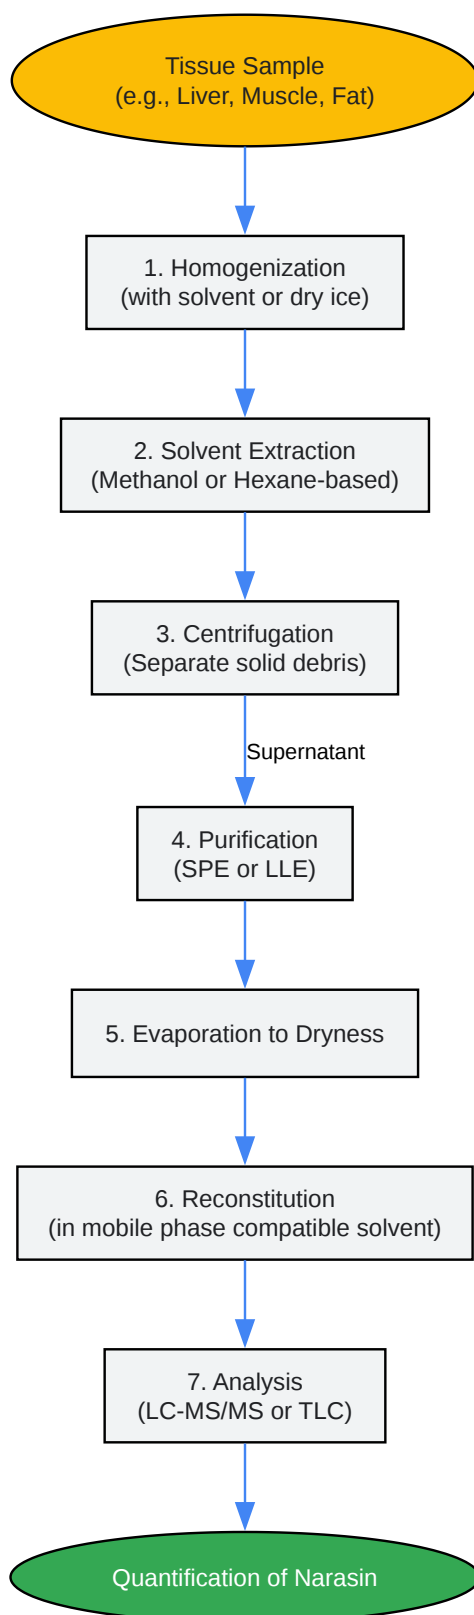 Tissue Sample
(e.g., Liver, Muscle, Fat)
1. Homogenization
(with solvent or dry ice)
2. Solvent Extraction
(Methanol or Hexane-based)
3. Centrifugation
(Separate solid debris)
Supernatant
4. Purification
(SPE or LLE)
5. Evaporation to Dryness
6. Reconstitution
(in mobile phase compatible solvent)
7. Analysis
(LC-MS/MS or TLC)
Quantification of Narasin